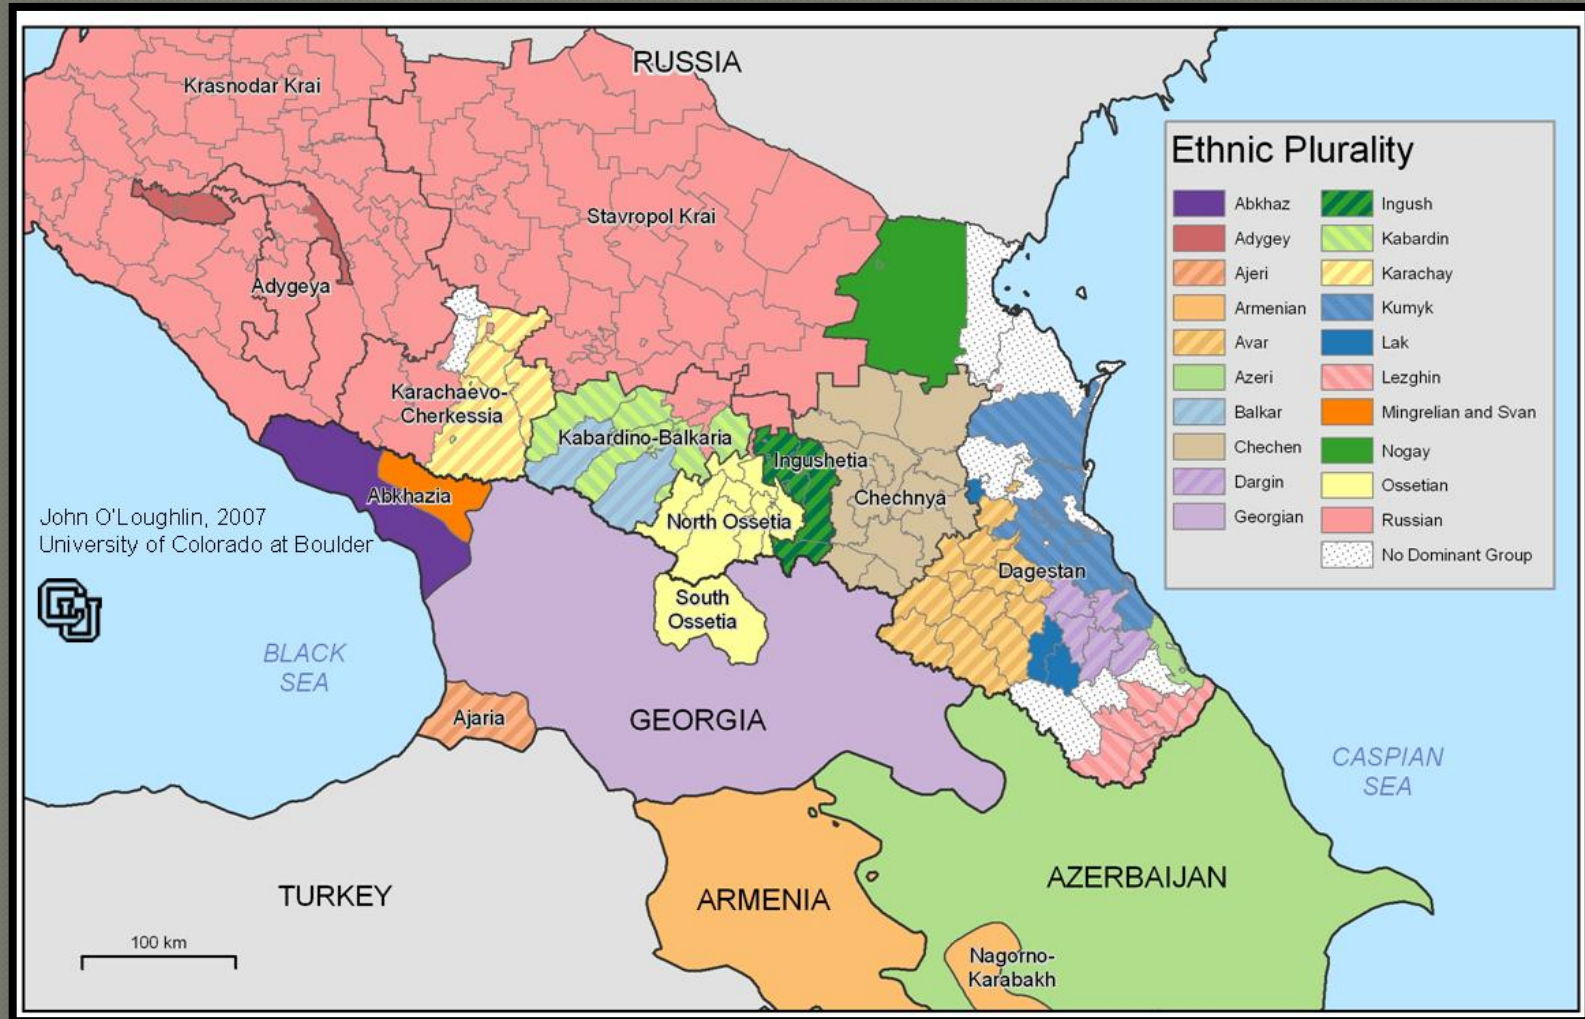 RUSSIA
Krasnodar Krai
Stavropol Krai
Adygeya
Karachaevo-
Cherkessia
Kabardino-Balkaria
Ingushetia
Chechnya
Abkhazia
North Ossetia
South
Ossetia
Dagestan
John O'Loughlin, 2007
University of Colorado at Boulder
CU
BLACK
SEA
Ajaria
GEORGIA
CASPIAN
SEA
TURKEY
ARMENIA
AZERBAIJAN
Nagorno-
Karabakh
100 km
Ethnic Plurality
Abkhaz
Adygey
Ajeri
Armenian
Avar
Azeri
Balkar
Chechen
Dargin
Georgian
Ingush
Kabardin
Karachay
Kumyk
Lak
Lezghin
Mingrelian and Svan
Nogay
Ossetian
Russian
No Dominant Group